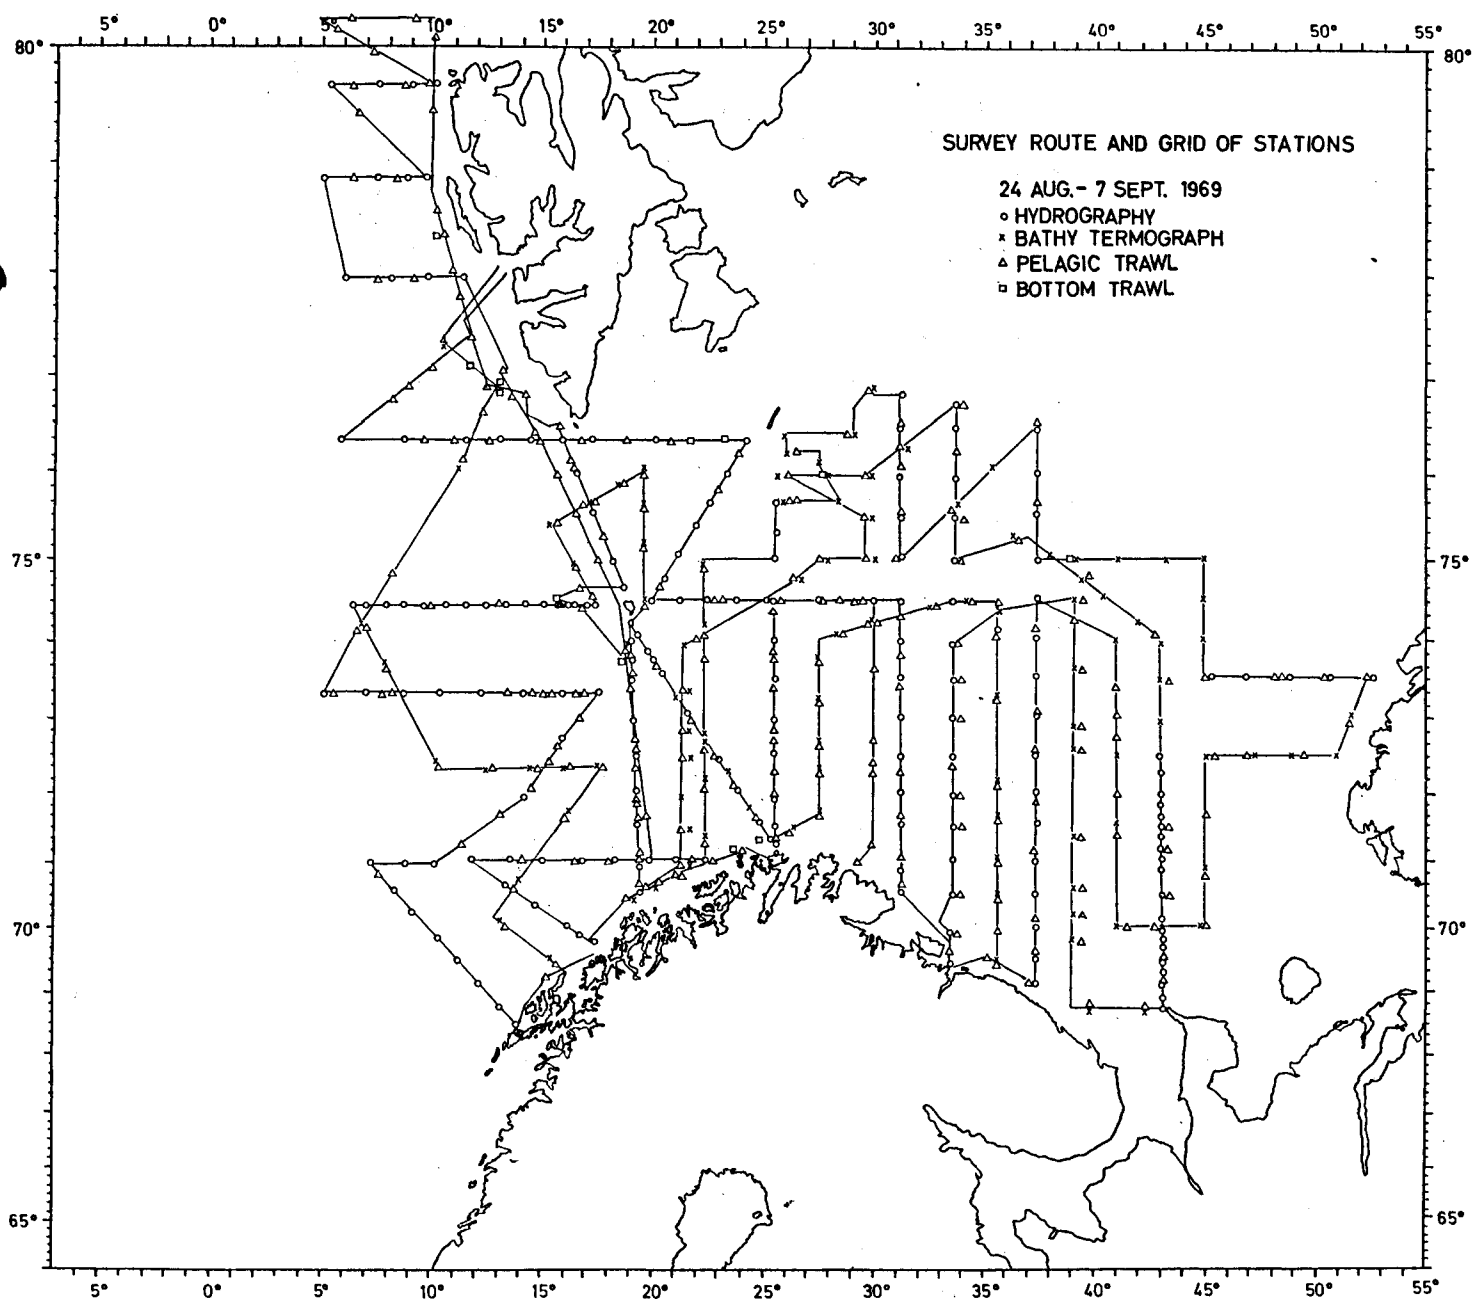 5° 0° 5° 10° 15° 20° 25° 30° 35° 40° 45° 50° 55°
80° 80°
SURVEY ROUTE AND GRID OF STATIONS
24 AUG.- 7 SEPT. 1969
HYDROGRAPHY
BATHY TERMOGRAPH
PELAGIC TRAWL
BOTTOM TRAWL
75° 75°
70° 70°
65° 65°
5° 0° 5° 10° 15° 20° 25° 30° 35° 40° 45° 50° 55°